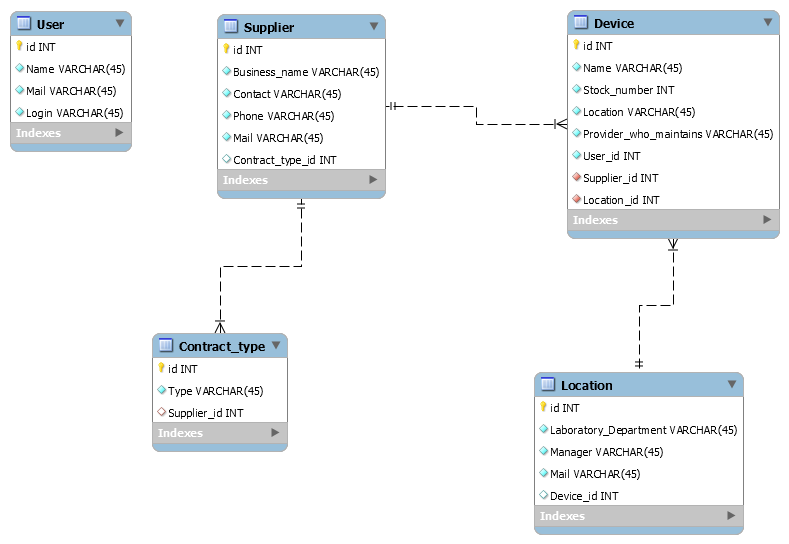 User
id INT
Name VARCHAR(45)
Mail VARCHAR(45)
Login VARCHAR(45)
Indexes
Supplier
id INT
Business_name VARCHAR(45)
Contact VARCHAR(45)
Phone VARCHAR(45)
Mail VARCHAR(45)
Contract_type_id INT
Indexes
Device
id INT
Name VARCHAR(45)
Stock_number INT
Location VARCHAR(45)
Provider_who_maintains VARCHAR(45)
User_id INT
Supplier_id INT
Location_id INT
Indexes
Contract_type
id INT
Type VARCHAR(45)
Supplier_id INT
Indexes
Location
id INT
Laboratory_Department VARCHAR(45)
Manager VARCHAR(45)
Mail VARCHAR(45)
Device_id INT
Indexes